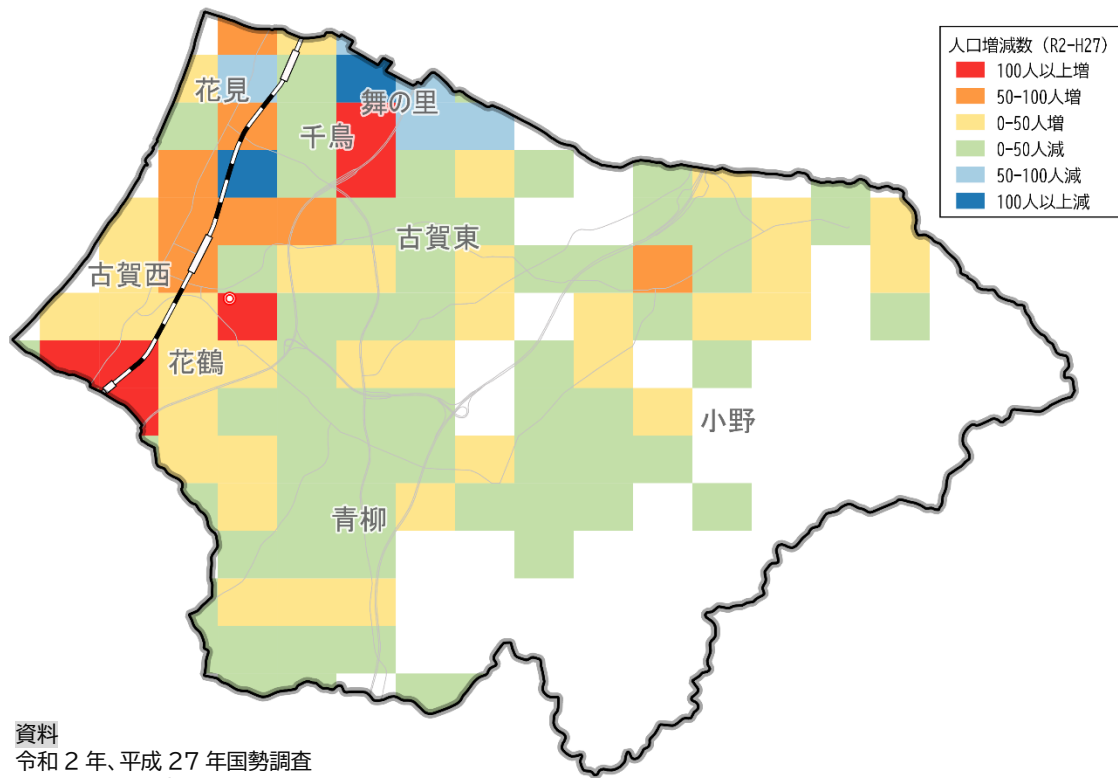 人口増減数（R2-H27）
100人以上増
50-100人増
0-50人増
0-50人減
50-100人減
100人以上減
花見
舞の里
千鳥
古賀東
古賀西
花鶴
小野
青柳
資料
令和 2 年、平成 27 年国勢調査